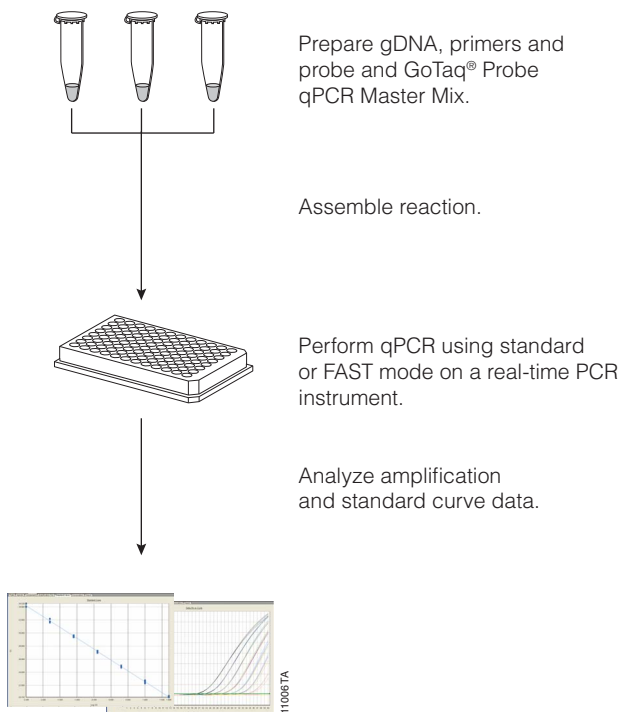 Prepare gDNA, primers and
probe and GoTaq® Probe
qPCR Master Mix.
Assemble reaction.
Perform qPCR using standard
or FAST mode on a real-time PCR
instrument.
Analyze amplification
and standard curve data.
11006TA